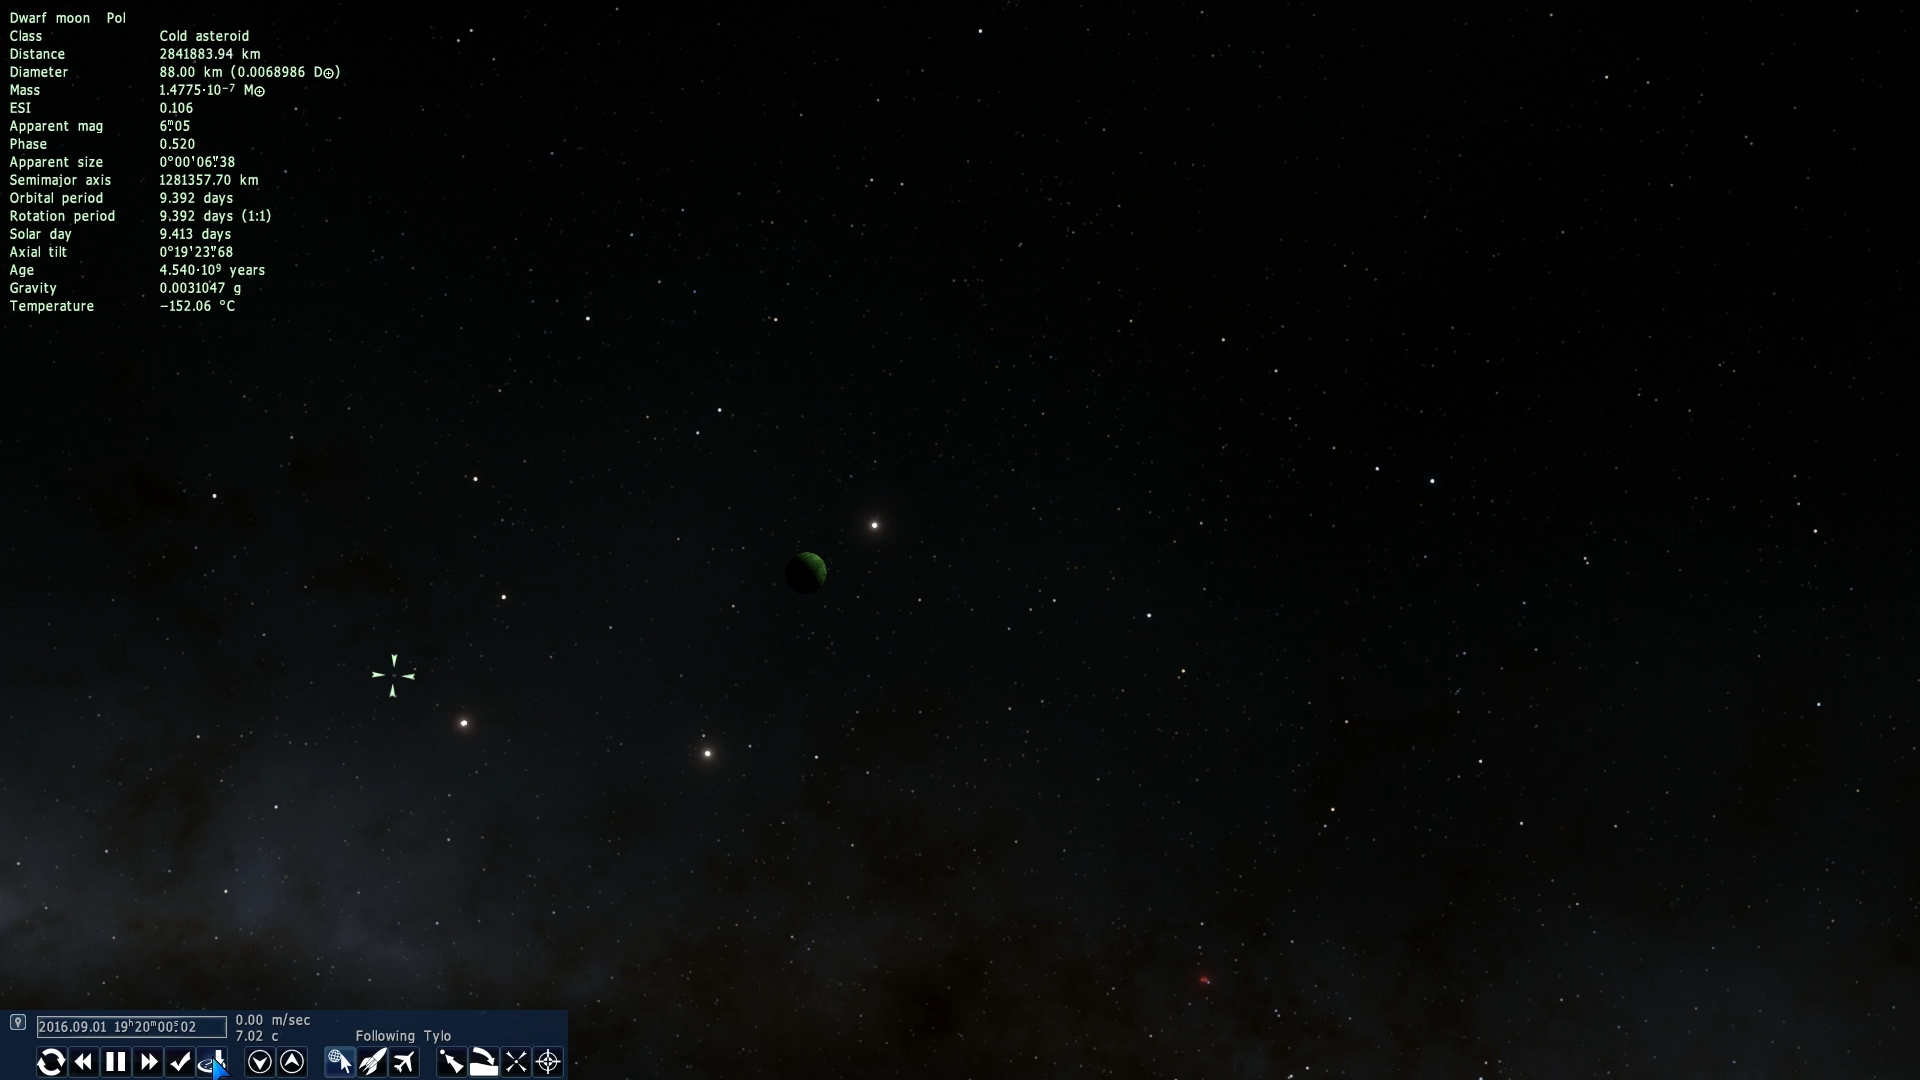 Dwarf moon Pol
Class Cold asteroid
Distance 2841883.94 km
Diameter 88.00 km (0.0068986 D⊕)
Mass 1.4775·10⁻⁷ M⊕
ESI 0.106
Apparent mag 6ᵐ.05
Phase 0.520
Apparent size 0°00'06."38
Semimajor axis 1281357.70 km
Orbital period 9.392 days
Rotation period 9.392 days (1:1)
Solar day 9.413 days
Axial tilt 0°19'23."68
Age 4.540·10⁹ years
Gravity 0.0031047 g
Temperature −152.06 °C
2016.09.01 19ʰ20ᵐ00ˢ.02
0.00 m/sec
7.02 c
Following Tylo